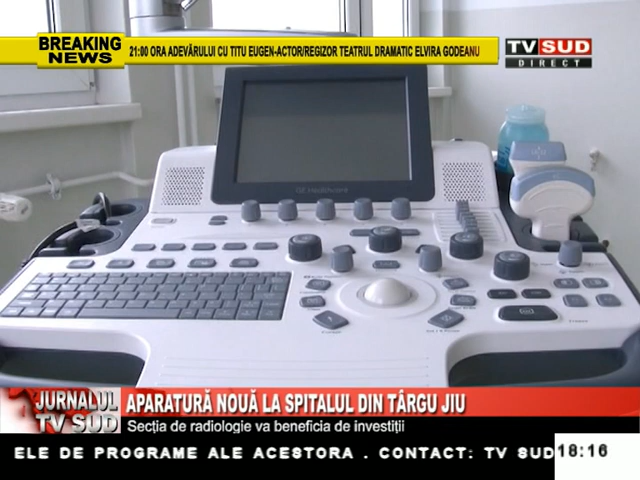 BREAKING
NEWS
21:00 ORA ADEVĂRULUI CU TITU EUGEN-ACTOR/REGIZOR TEATRUL DRAMATIC ELVIRA GODEANU
TV SUD
DIRECT
GE Healthcare
JURNALUL
TV SUD
APARATURĂ NOUĂ LA SPITALUL DIN TÂRGU JIU
Secția de radiologie va beneficia de investiții
ELE DE PROGRAME ALE ACESTORA . CONTACT: TV SUD
18:16